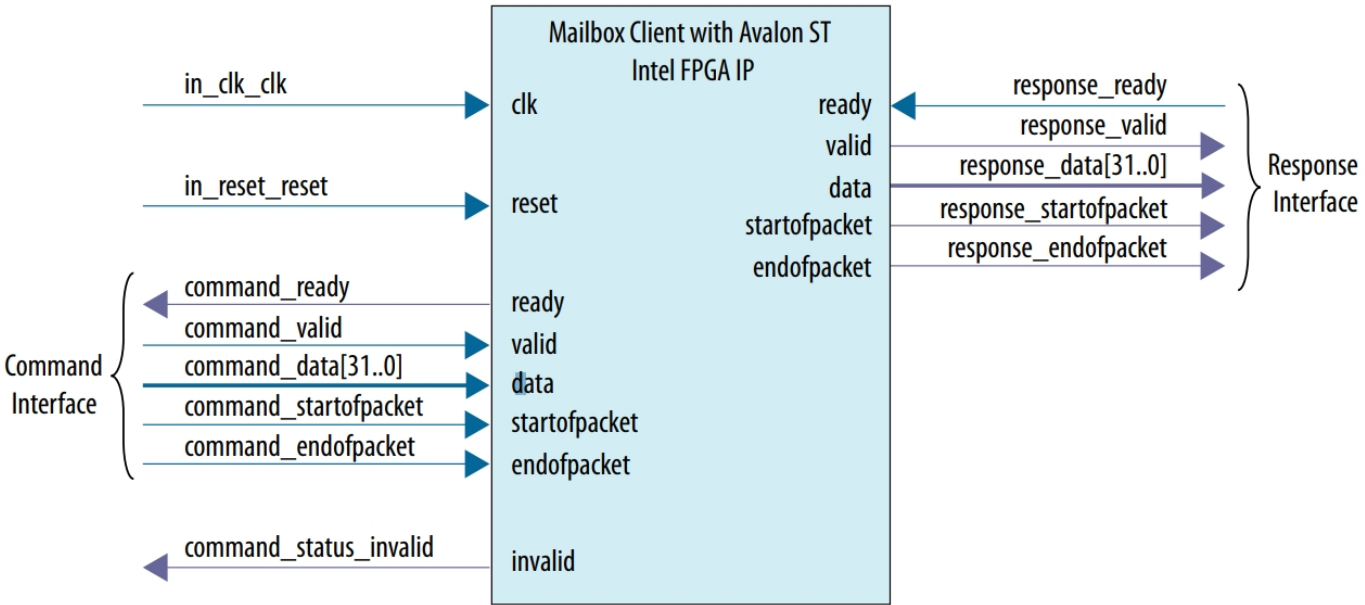 Mailbox Client with Avalon ST
Intel FPGA IP
in_clk_clk
clk
in_reset_reset
reset
Command
Interface
command_ready
ready
command_valid
valid
command_data[31..0]
data
command_startofpacket
startofpacket
command_endofpacket
endofpacket
command_status_invalid
invalid
ready
response_ready
valid
response_valid
data
response_data[31..0]
startofpacket
response_startofpacket
endofpacket
response_endofpacket
Response
Interface